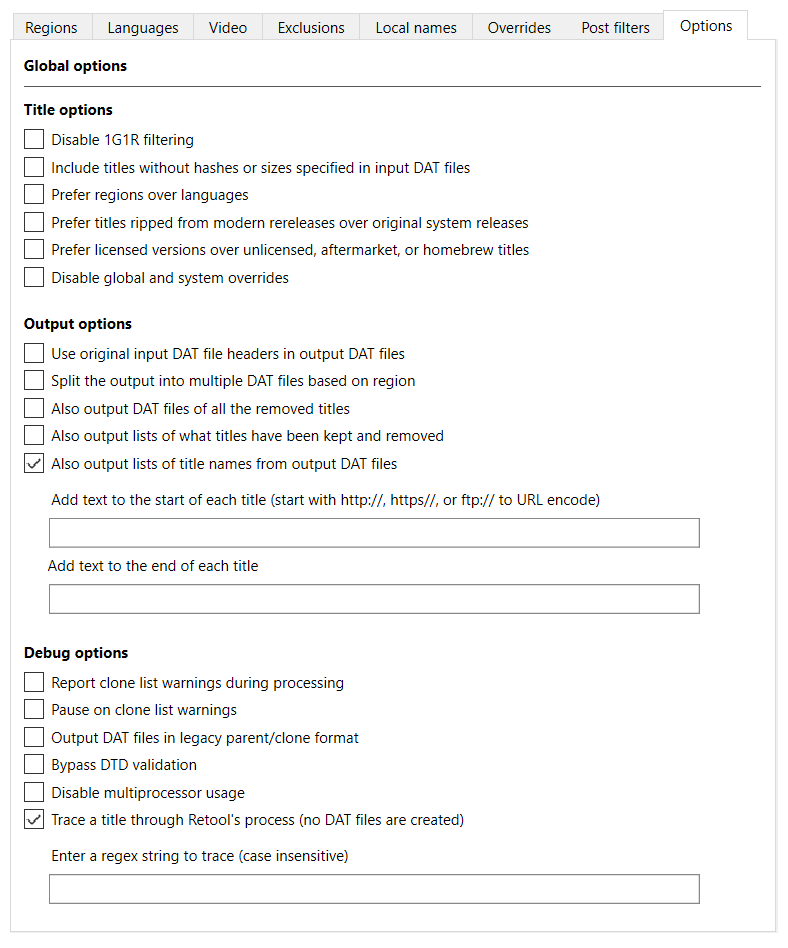 Regions Languages Video Exclusions Local names Overrides Post filters Options
Global options
Title options
Disable 1G1R filtering
Include titles without hashes or sizes specified in input DAT files
Prefer regions over languages
Prefer titles ripped from modern rereleases over original system releases
Prefer licensed versions over unlicensed, aftermarket, or homebrew titles
Disable global and system overrides
Output options
Use original input DAT file headers in output DAT files
Split the output into multiple DAT files based on region
Also output DAT files of all the removed titles
Also output lists of what titles have been kept and removed
Also output lists of title names from output DAT files
Add text to the start of each title (start with http://, https//, or ftp:// to URL encode)
Add text to the end of each title
Debug options
Report clone list warnings during processing
Pause on clone list warnings
Output DAT files in legacy parent/clone format
Bypass DTD validation
Disable multiprocessor usage
Trace a title through Retool's process (no DAT files are created)
Enter a regex string to trace (case insensitive)